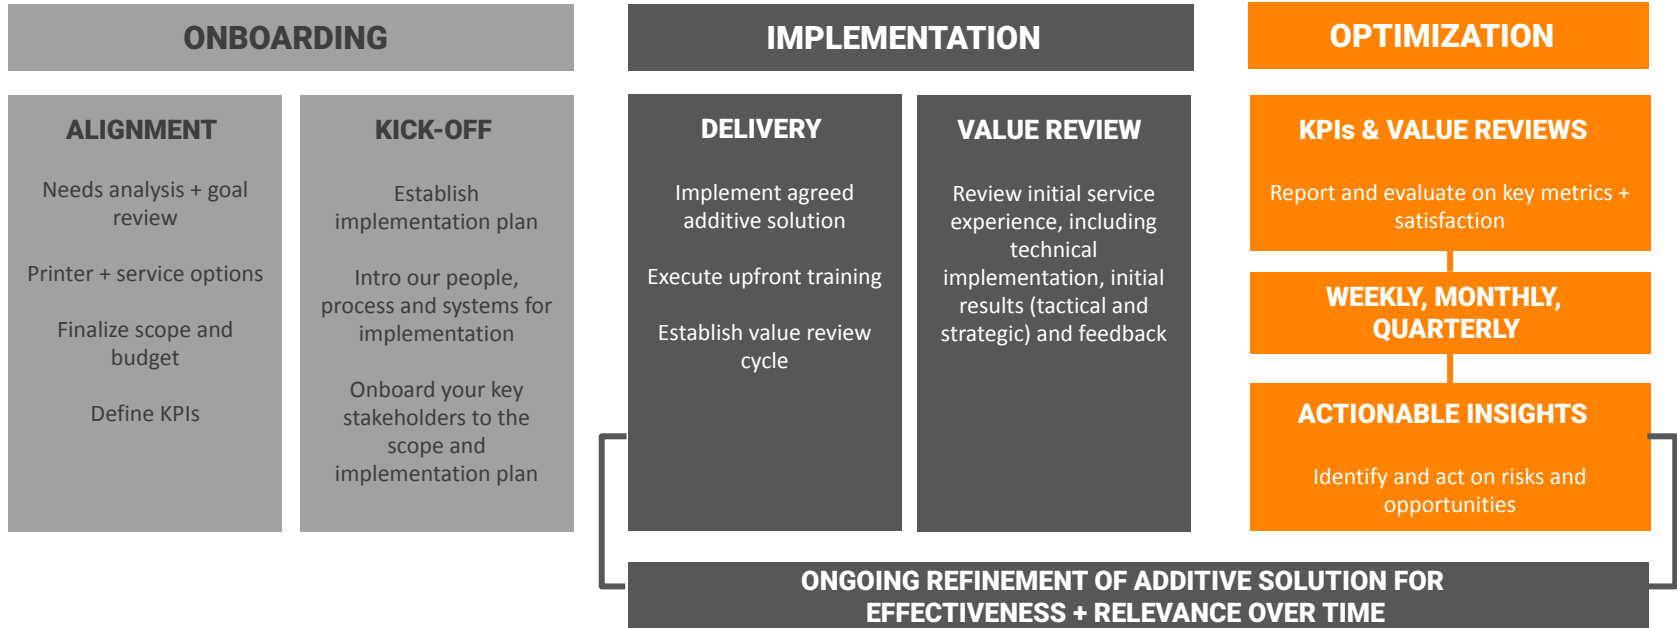 ONBOARDING
ALIGNMENT
Needs analysis + goal
review
Printer + service options
Finalize scope and
budget
Define KPIs
KICK-OFF
Establish
implementation plan
Intro our people,
process and systems for
implementation
Onboard your key
stakeholders to the
scope and
implementation plan
IMPLEMENTATION
DELIVERY
Implement agreed
additive solution
Execute upfront training
Establish value review
cycle
VALUE REVIEW
Review initial service
experience, including
technical
implementation, initial
results (tactical and
strategic) and feedback
OPTIMIZATION
KPIs & VALUE REVIEWS
Report and evaluate on key metrics +
satisfaction
WEEKLY, MONTHLY,
QUARTERLY
ACTIONABLE INSIGHTS
Identify and act on risks and
opportunities
ONGOING REFINEMENT OF ADDITIVE SOLUTION FOR
EFFECTIVENESS + RELEVANCE OVER TIME